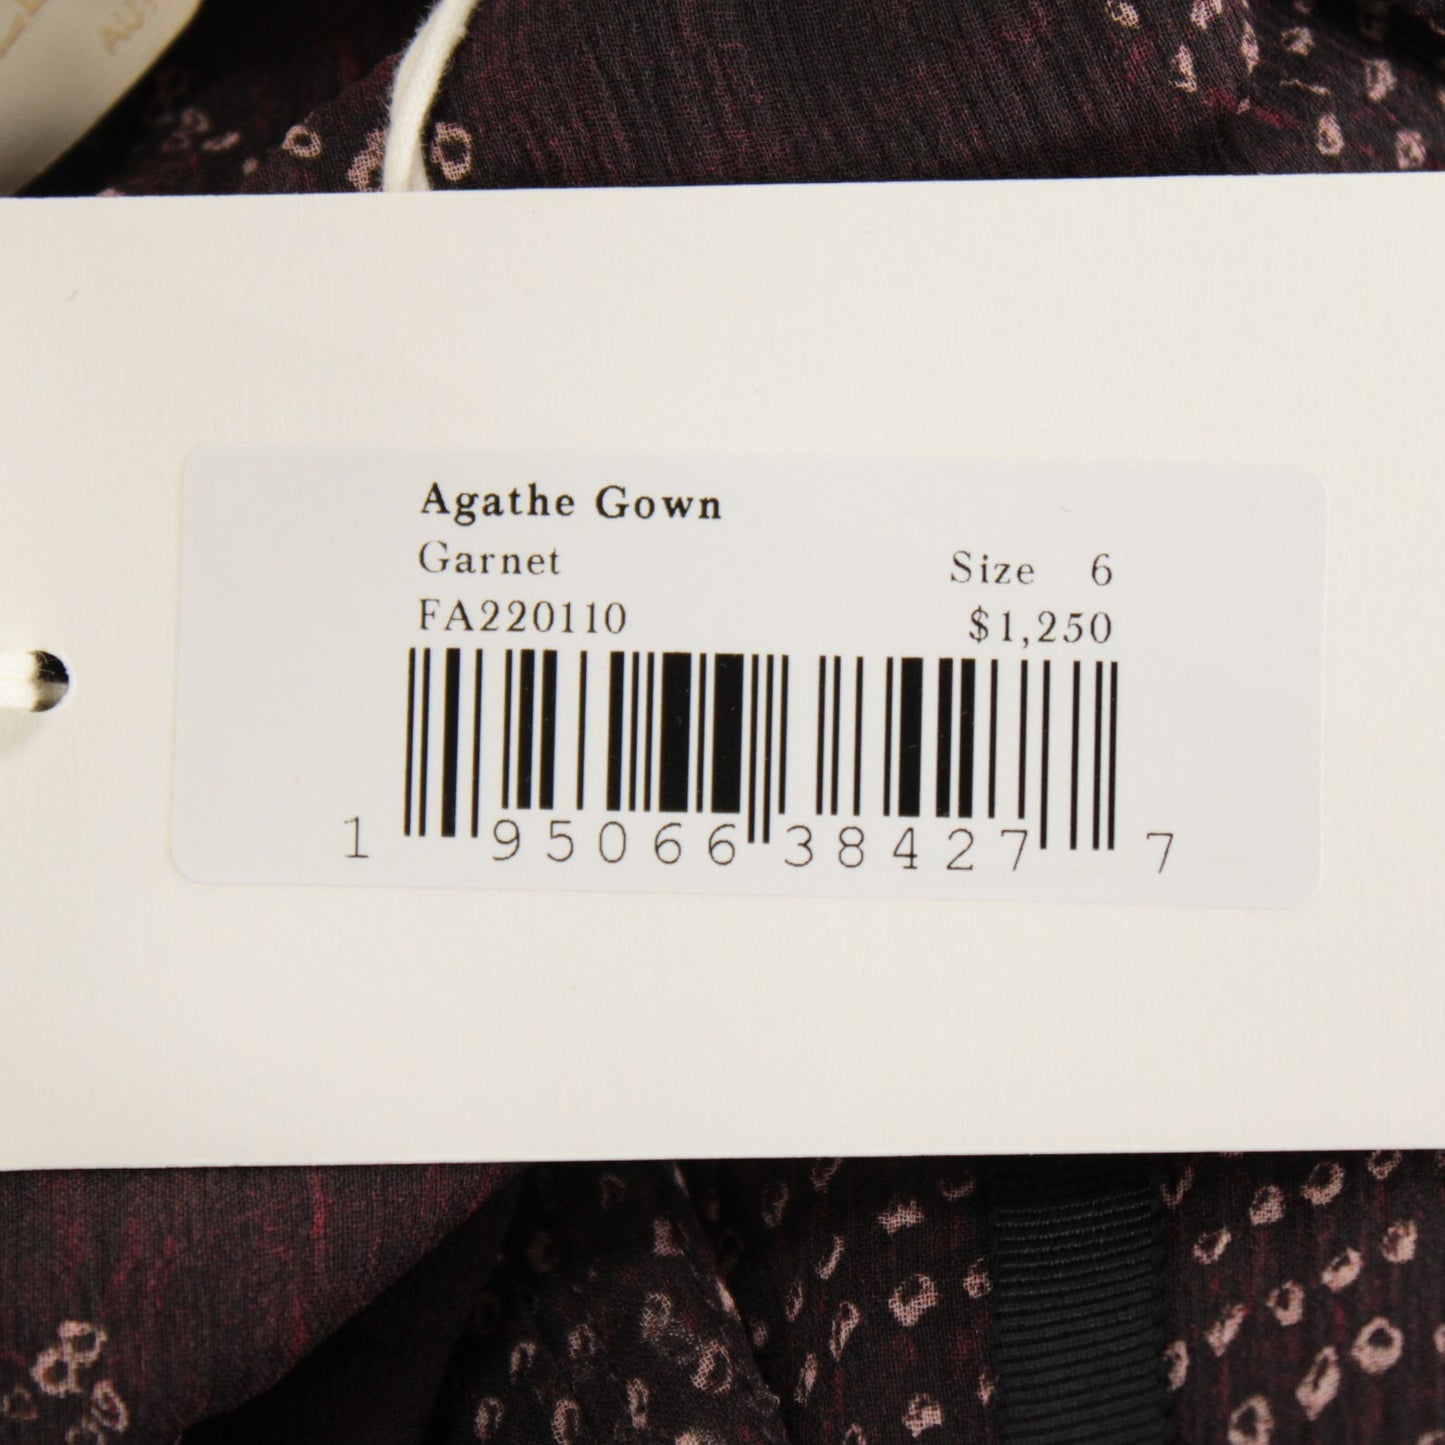 Agathe Gown
Garnet
Size 6
FA220110
$1,250
1 95066 38427 7